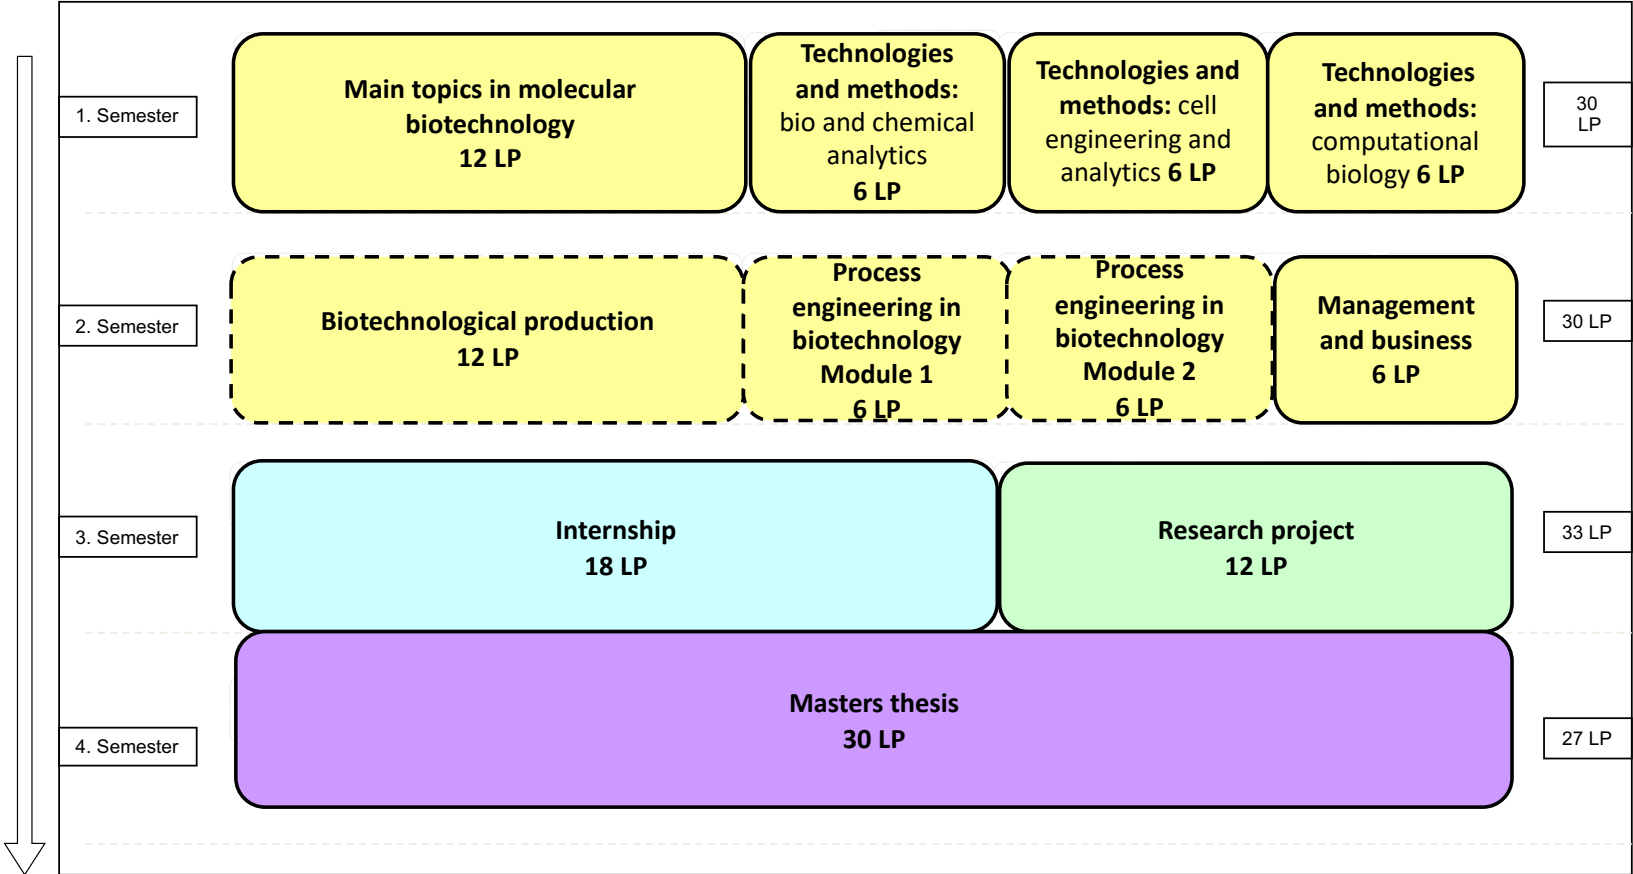 1. Semester
Main topics in molecular
biotechnology
12 LP
Technologies
and methods:
bio and chemical
analytics
6 LP
Technologies and
methods: cell
engineering and
analytics 6 LP
Technologies
and methods:
computational
biology 6 LP
30
LP
2. Semester
Biotechnological production
12 LP
Process
engineering in
biotechnology
Module 1
6 LP
Process
engineering in
biotechnology
Module 2
6 LP
Management
and business
6 LP
30 LP
3. Semester
Internship
18 LP
Research project
12 LP
33 LP
4. Semester
Masters thesis
30 LP
27 LP